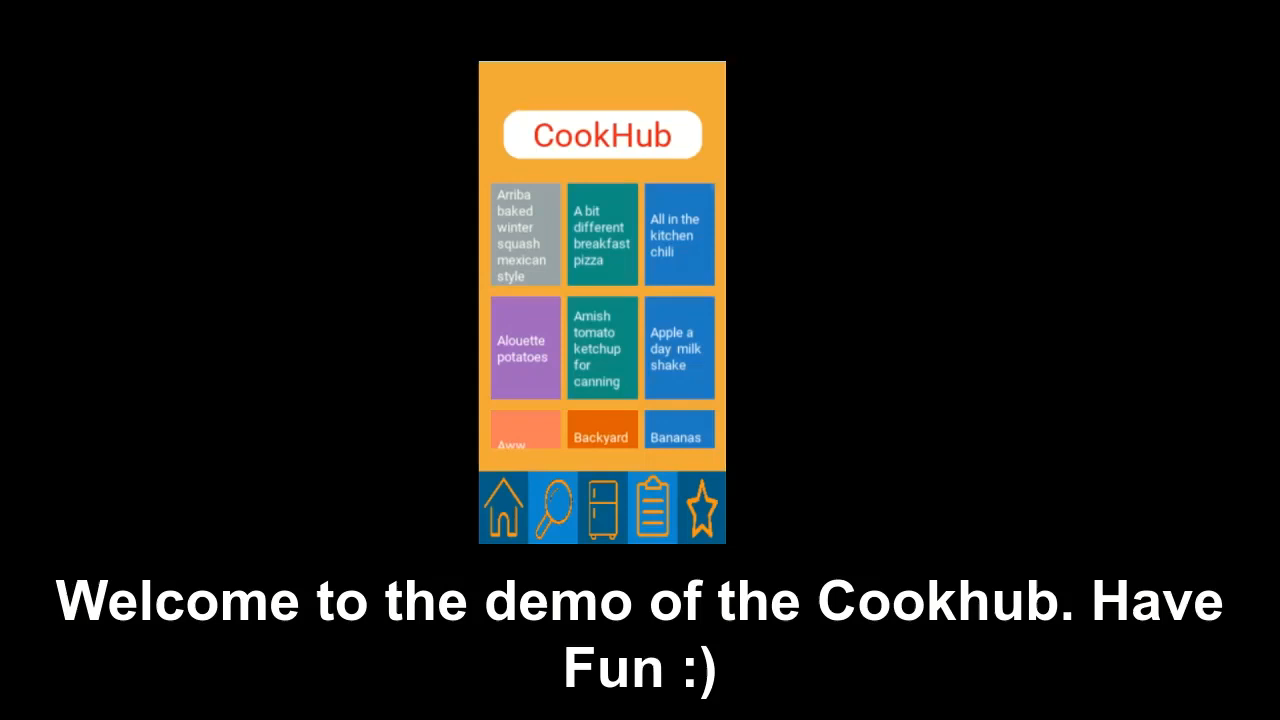 CookHub
Arriba
baked
winter
squash
mexican
style
A bit
different
breakfast
pizza
All in the
kitchen
chili
Alouette
potatoes
Amish
tomato
ketchup
for
canning
Apple a
day milk
shake
Aww
Backyard
Bananas
Welcome to the demo of the Cookhub. Have
Fun :)